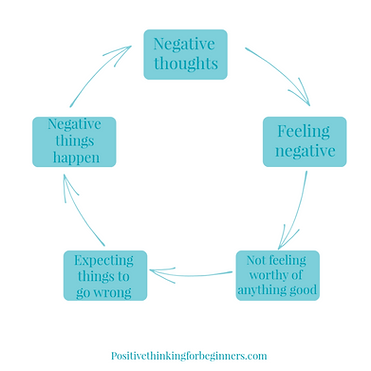 Negative
thoughts
Feeling
negative
Not feeling
worthy of
anything good
Expecting
things to
go wrong
Negative
things
happen
Positivethinkingforbeginners.com